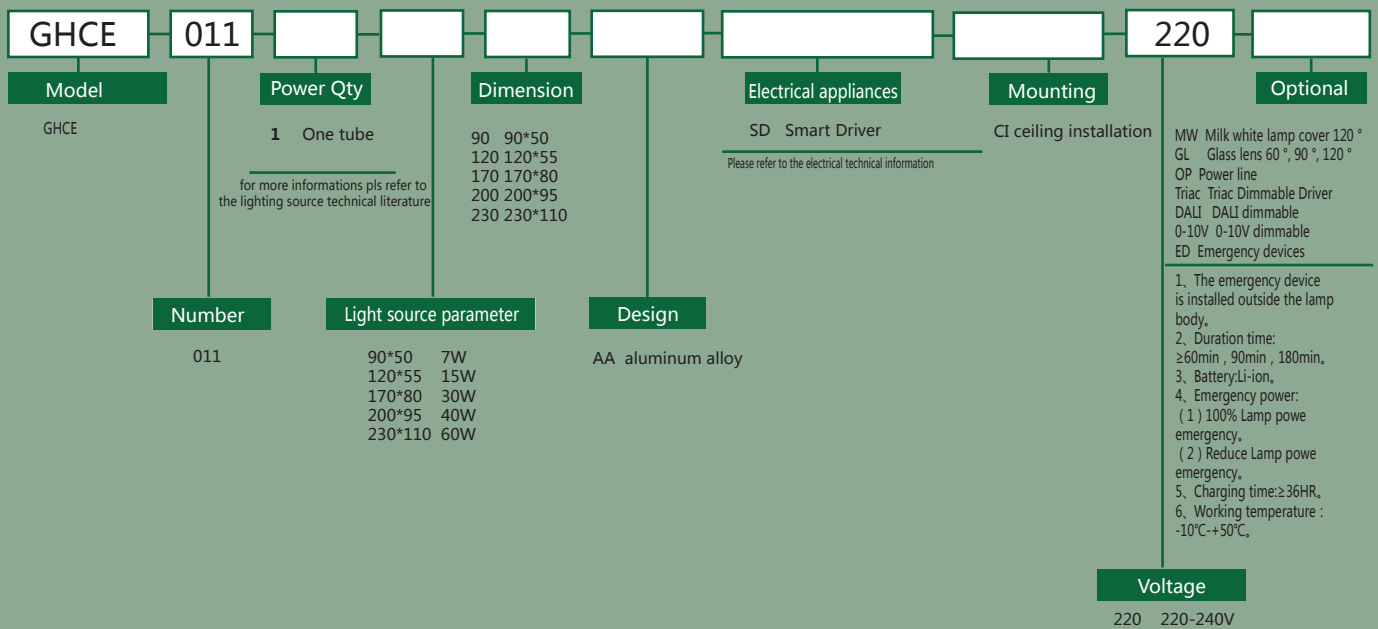 GHCE
011
220
Model
Power Qty
Dimension
Electrical appliances
Mounting
Optional
GHCE
1 One tube
for more informations pls refer to
the lighting source technical literature
90 90*50
120 120*55
170 170*80
200 200*95
230 230*110
SD Smart Driver
Please refer to the electrical technical information
CI ceiling installation
MW Milk white lamp cover 120 °
GL Glass lens 60 °, 90 °, 120 °
OP Power line
Triac Triac Dimmable Driver
DALI DALI dimmable
0-10V 0-10V dimmable
ED Emergency devices
1、The emergency device
is installed outside the lamp
body。
2、Duration time:
≥60min，90min，180min。
3、Battery:Li-ion。
4、Emergency power:
（1）100% Lamp powe
emergency。
（2）Reduce Lamp powe
emergency。
5、Charging time:≥36HR。
6、Working temperature：
-10℃-+50℃。
Number
011
Light source parameter
90*50 7W
120*55 15W
170*80 30W
200*95 40W
230*110 60W
Design
AA aluminum alloy
Voltage
220 220-240V